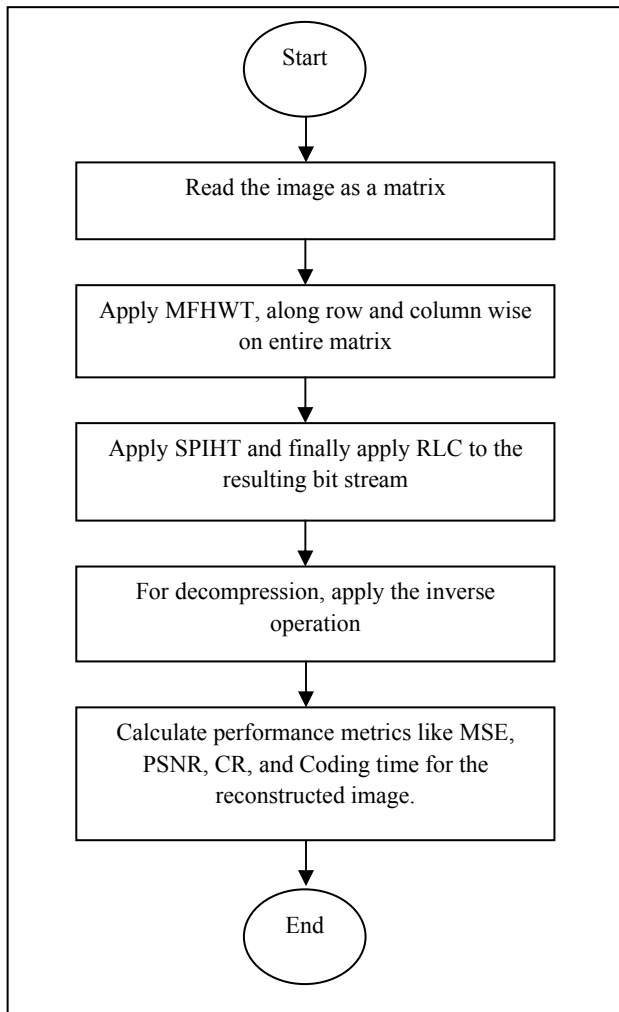 Start
Read the image as a matrix
Apply MFHWT, along row and column wise
on entire matrix
Apply SPIHT and finally apply RLC to the
resulting bit stream
For decompression, apply the inverse
operation
Calculate performance metrics like MSE,
PSNR, CR, and Coding time for the
reconstructed image.
End